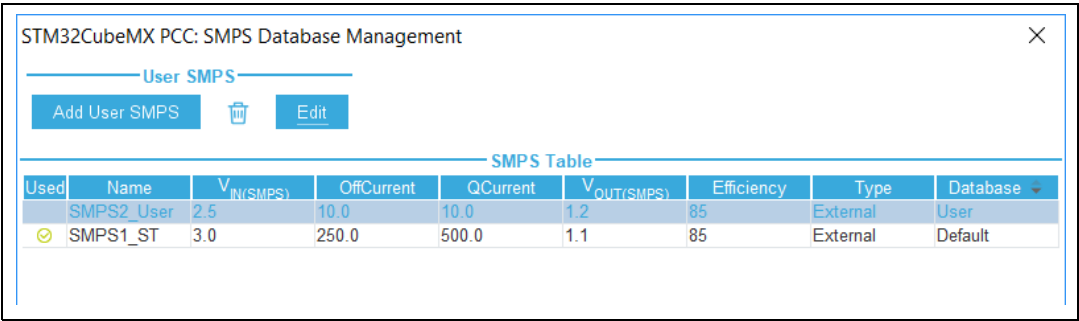 STM32CubeMX PCC: SMPS Database Management
User SMPS
Add User SMPS Edit
SMPS Table
Used Name VIN(SMPS) OffCurrent QCurrent VOUT(SMPS) Efficiency Type Database
SMPS2_User 2.5 10.0 10.0 1.2 85 External User
SMPS1_ST 3.0 250.0 500.0 1.1 85 External Default